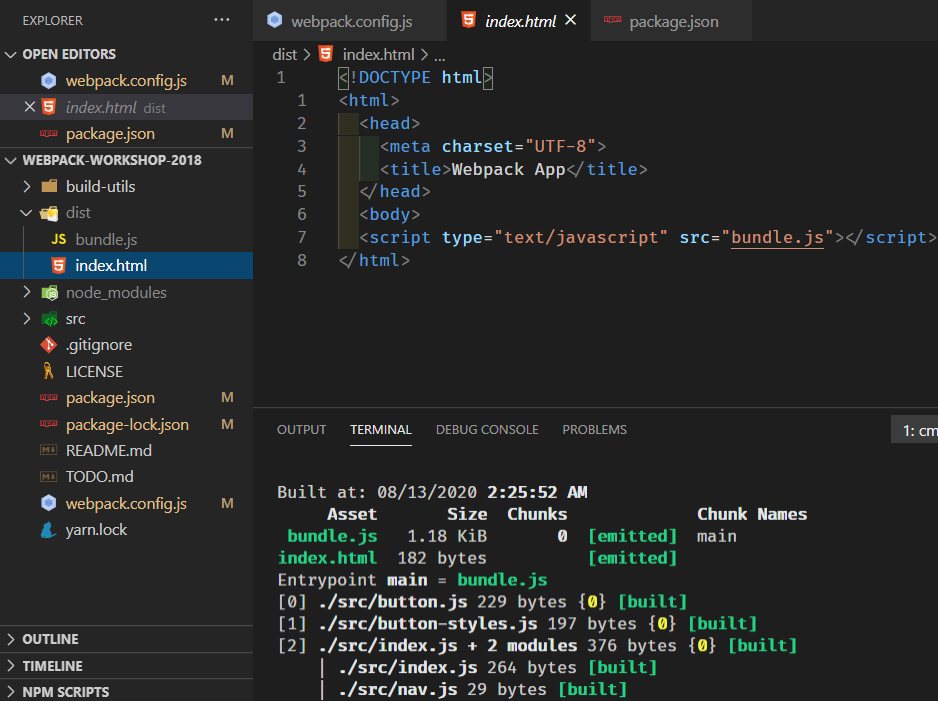 EXPLORER ...
OPEN EDITORS
webpack.config.js M
index.html dist
package.json M
WEBPACK-WORKSHOP-2018
build-utils
dist
JS bundle.js
index.html
node_modules
src
.gitignore
LICENSE
package.json M
package-lock.json M
README.md
TODO.md
webpack.config.js M
yarn.lock
OUTLINE
TIMELINE
NPM SCRIPTS
webpack.config.js index.html package.json
dist > index.html > ...
1 <!DOCTYPE html>
1 <html>
2 <head>
3 <meta charset="UTF-8">
4 <title>Webpack App</title>
5 </head>
6 <body>
7 <script type="text/javascript" src="bundle.js"></script>
8 </html>
OUTPUT TERMINAL DEBUG CONSOLE PROBLEMS 1: cm
Built at: 08/13/2020 2:25:52 AM
Asset Size Chunks Chunk Names
bundle.js 1.18 KiB 0 [emitted] main
index.html 182 bytes [emitted]
Entrypoint main = bundle.js
[0] ./src/button.js 229 bytes {0} [built]
[1] ./src/button-styles.js 197 bytes {0} [built]
[2] ./src/index.js + 2 modules 376 bytes {0} [built]
| ./src/index.js 264 bytes [built]
| ./src/nav.js 29 bytes [built]